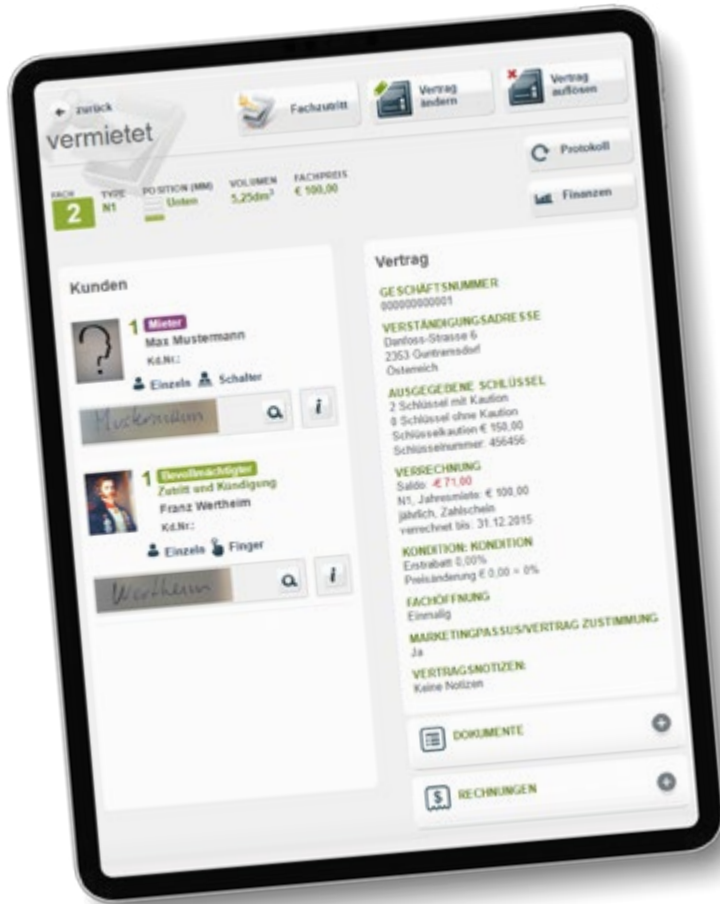 zurück
vermietet
Fachzutritt
Vertrag ändern
Vertrag auflösen
Protokoll
Finanzen
FACH
2
TYPE
N1
POSITION (MM)
Unten
VOLUMEN
5,25dm³
FACHPREIS
€ 100,00
Kunden
1 Mieter
Max Mustermann
Kd.Nr.:
Einzeln Schalter
Mustermann
i
1 Bevollmächtigter
Zutritt und Kündigung
Franz Wertheim
Kd.Nr.:
Einzeln Finger
Wertheim
i
Vertrag
GESCHÄFTSNUMMER
000000000001
VERSTÄNDIGUNGSADRESSE
Danfoss-Strasse 6
2353 Guntramsdorf
Österreich
AUSGEGEBENE SCHLÜSSEL
2 Schlüssel mit Kaution
0 Schlüssel ohne Kaution
Schlüsselkaution € 150,00
Schlüsselnummer: 456456
VERRECHNUNG
Saldo: -€ 71,00
N1, Jahresmiete: € 100,00
jährlich, Zahlschein
verrechnet bis: 31.12.2015
KONDITION: KONDITION
Erstrabatt 0,00%
Preisänderung € 0,00 = 0%
FACHÖFFNUNG
Einmalig
MARKETINGPASSUS/VERTRAG ZUSTIMMUNG
Ja
VERTRAGSNOTIZEN:
Keine Notizen
DOKUMENTE
RECHNUNGEN